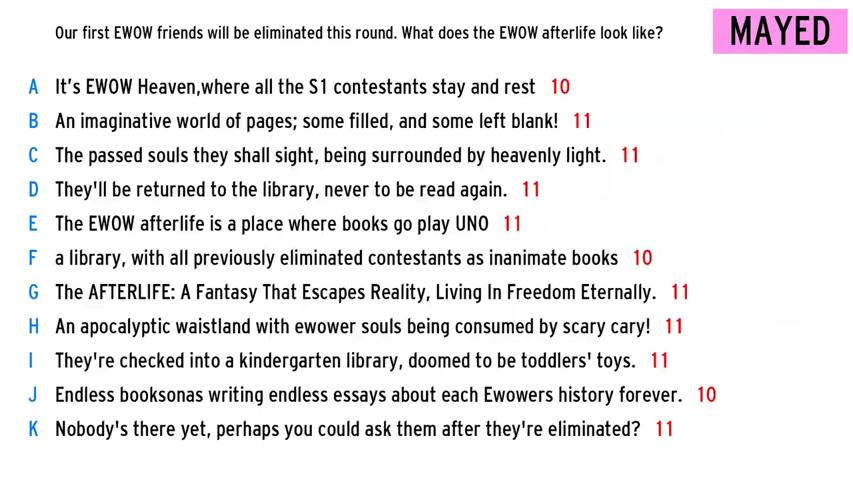 Our first EWOW friends will be eliminated this round. What does the EWOW afterlife look like?
MAYED
A It's EWOW Heaven,where all the S1 contestants stay and rest 10
B An imaginative world of pages; some filled, and some left blank! 11
C The passed souls they shall sight, being surrounded by heavenly light. 11
D They'll be returned to the library, never to be read again. 11
E The EWOW afterlife is a place where books go play UNO 11
F a library, with all previously eliminated contestants as inanimate books 10
G The AFTERLIFE: A Fantasy That Escapes Reality, Living In Freedom Eternally. 11
H An apocalyptic waistland with ewower souls being consumed by scary cary! 11
I They're checked into a kindergarten library, doomed to be toddlers' toys. 11
J Endless booksonas writing endless essays about each Ewowers history forever. 10
K Nobody's there yet, perhaps you could ask them after they're eliminated? 11